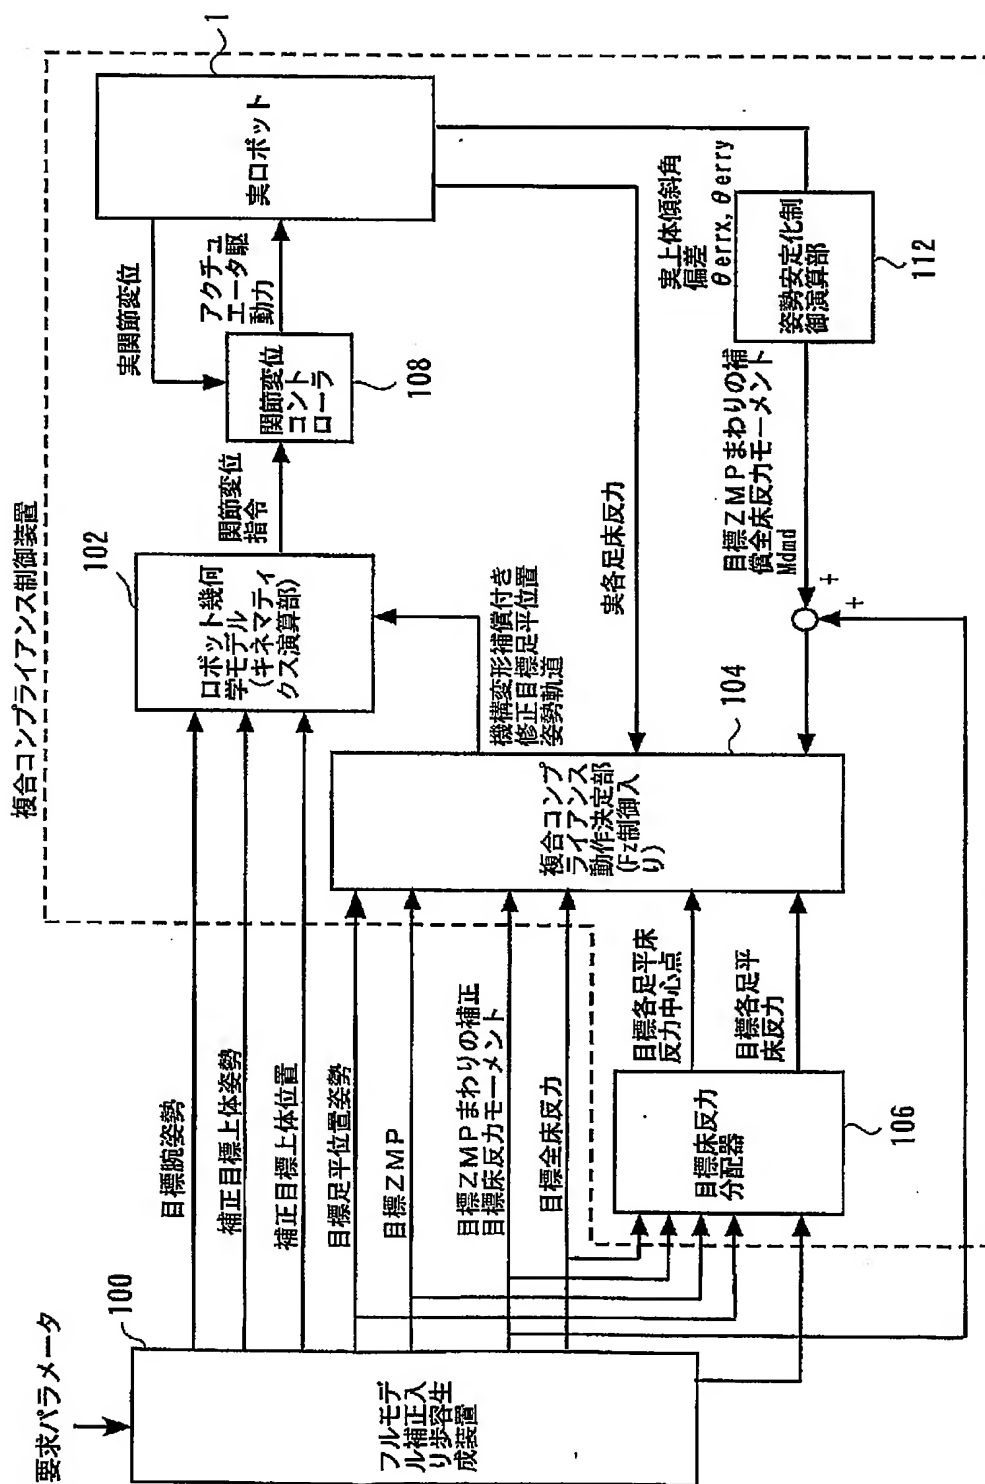 要求パラメータ
100
フルモデ
ル補正入
り歩容生
成装置
目標腕姿勢
補正目標上体姿勢
補正目標上体位置
目標足平位置姿勢
目標ZMP
目標ZMPまわりの補正
目標床反力モーメント
目標全床反力
目標床反力
分配器
106
目標各足平床
反力中心点
目標各足平
床反力
複合コンプライアンス制御装置
102
ロボット幾何
学モデル
(キネマティ
クス演算部)
機構変形補償付き
修正目標足平位置
姿勢軌道
104
複合コンプ
ライアンス
動作決定部
(Fz制御入
り)
関節変位
指令
関節変位
コント
ローラ
108
実関節変位
アクチュ
エータ駆
動力
実ロボット
1
実各足床反力
実上体傾斜角
偏差
θerrx, θerry
姿勢安定化制
御演算部
112
目標ZMPまわりの補
償全床反力モーメント
Mdmd
+
+